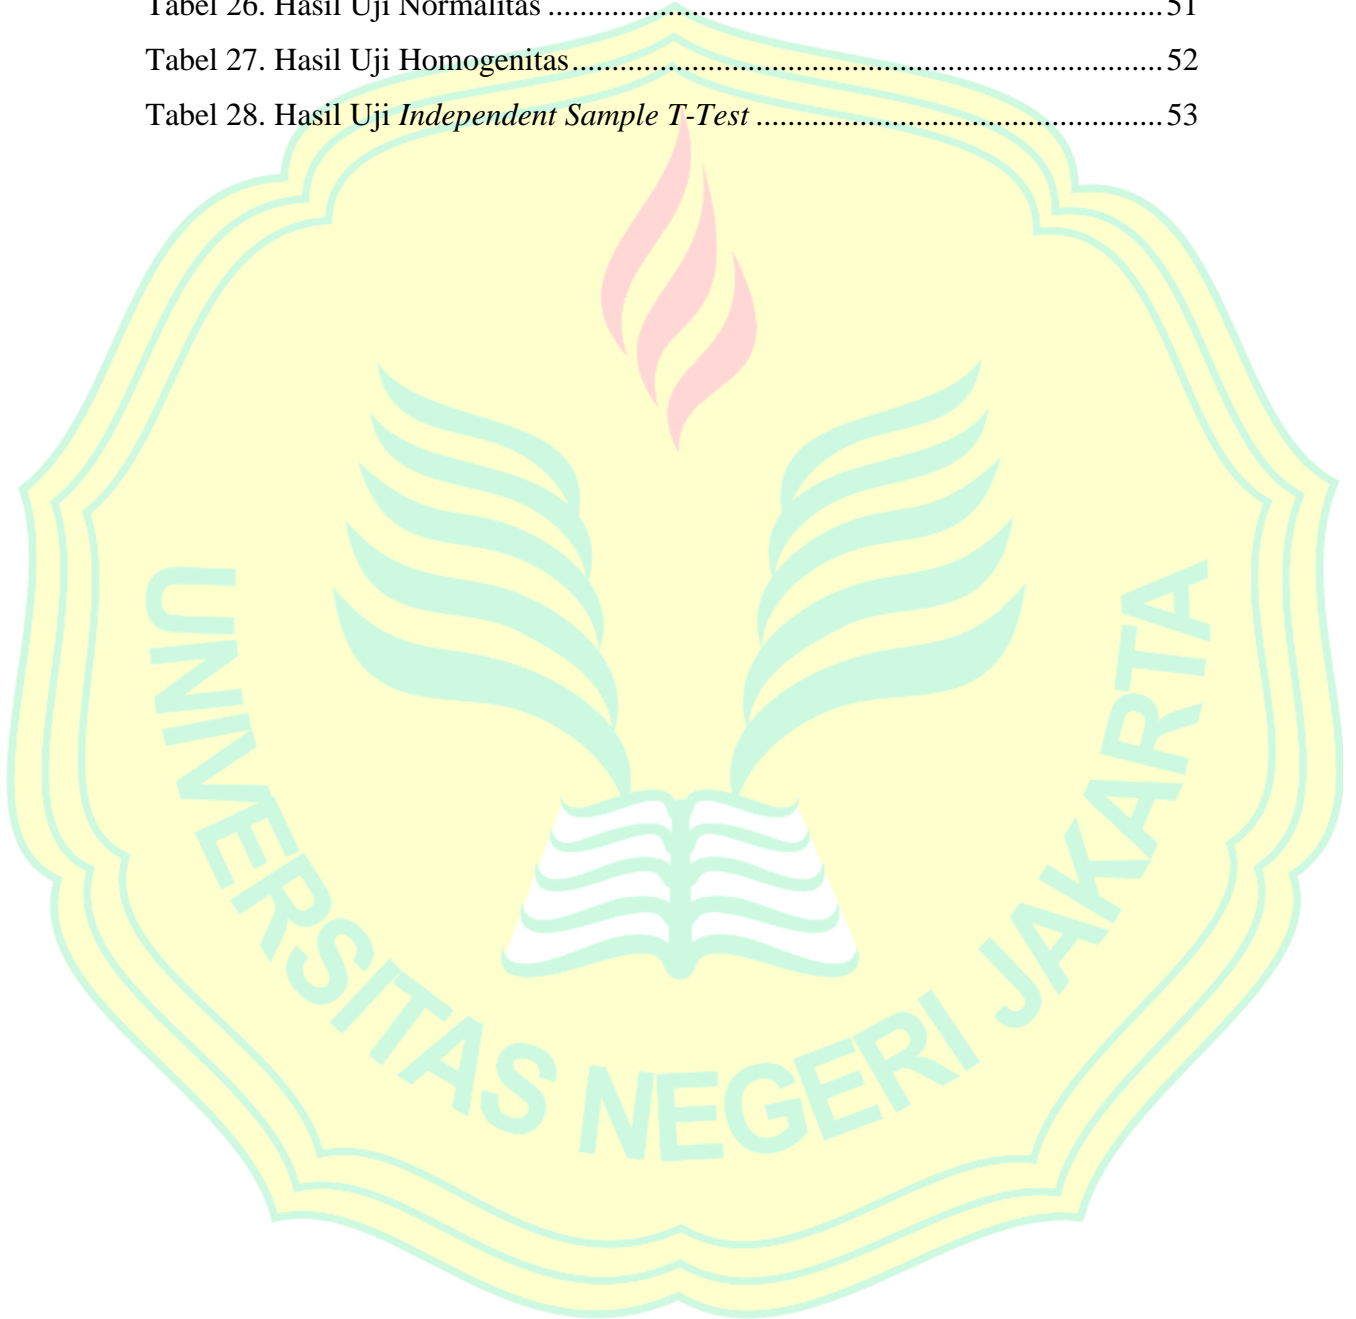 Tabel 26. Hasil Uji Normalitas ............................................................................ 51
Tabel 27. Hasil Uji Homogenitas......................................................................... 52
Tabel 28. Hasil Uji Independent Sample T-Test .................................................. 53
UNIVERSITAS NEGERI JAKARTA